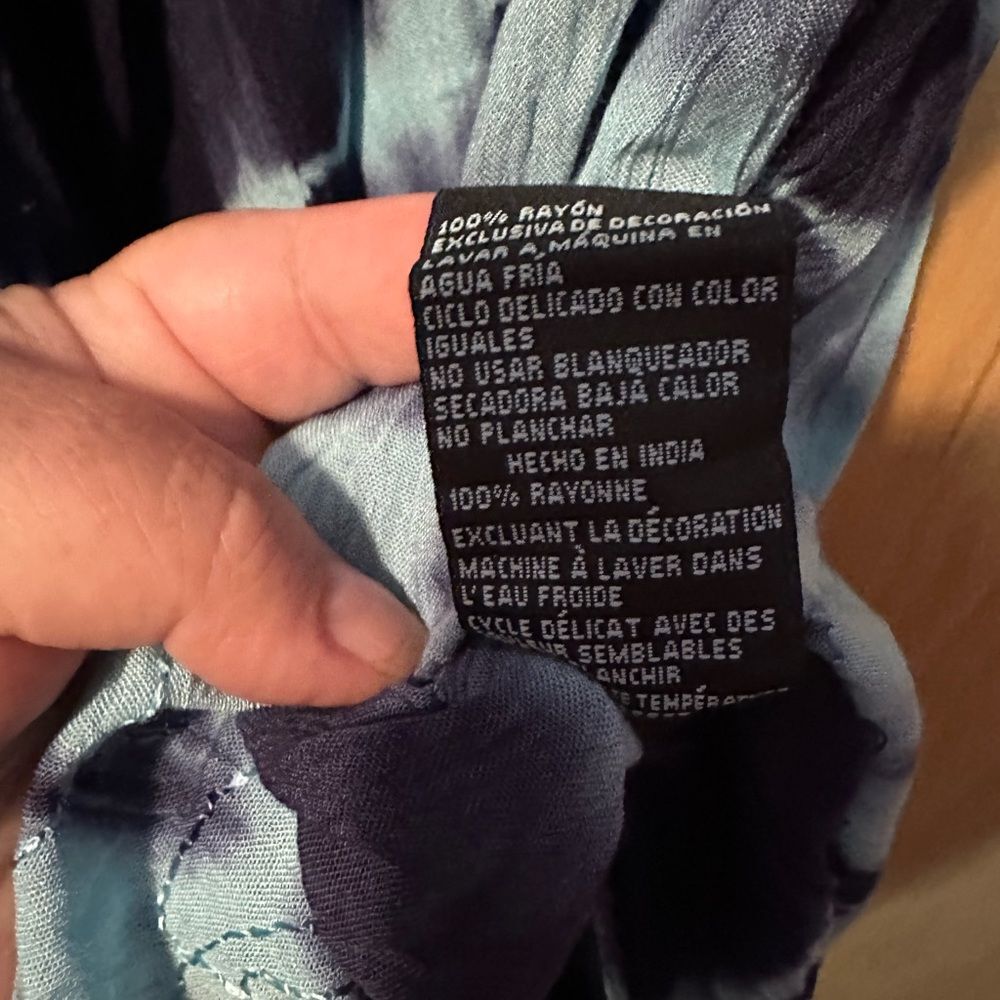 100% RAYÓN
EXCLUSIVA DE DECORACIÓN
LAVAR A MÁQUINA EN
AGUA FRÍA
CICLO DELICADO CON COLOR
IGUALES
NO USAR BLANQUEADOR
SECADORA BAJA CALOR
NO PLANCHAR
HECHO EN INDIA
100% RAYONNE
EXCLUANT LA DÉCORATION
MACHINE À LAVER DANS
L'EAU FROIDE
CYCLE DÉLICAT AVEC DES
SEMBLABLES